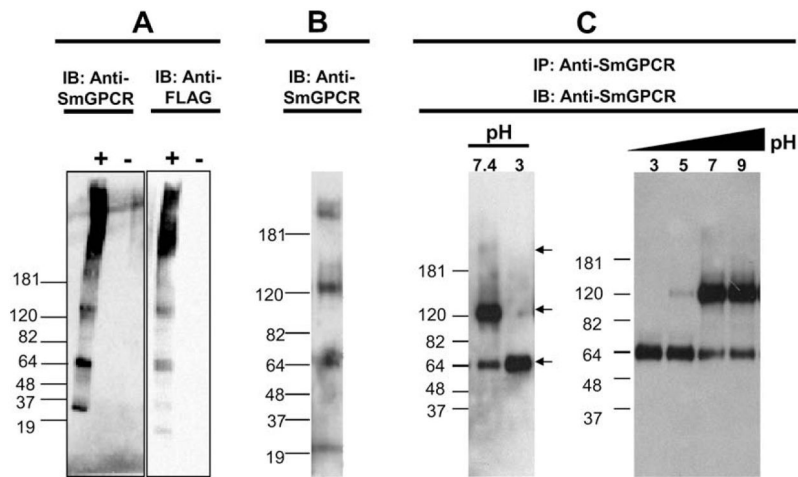 A
B
C
IB: Anti-
SmGPCR
IB: Anti-
FLAG
IB: Anti-
SmGPCR
IP: Anti-SmGPCR
IB: Anti-SmGPCR
pH
pH
+ -
+ -
7.4 3
3 5 7 9
181
120
82
64
48
37
19
181
120
82
64
48
37
19
181
120
82
64
48
37
181
120
82
64
48
37